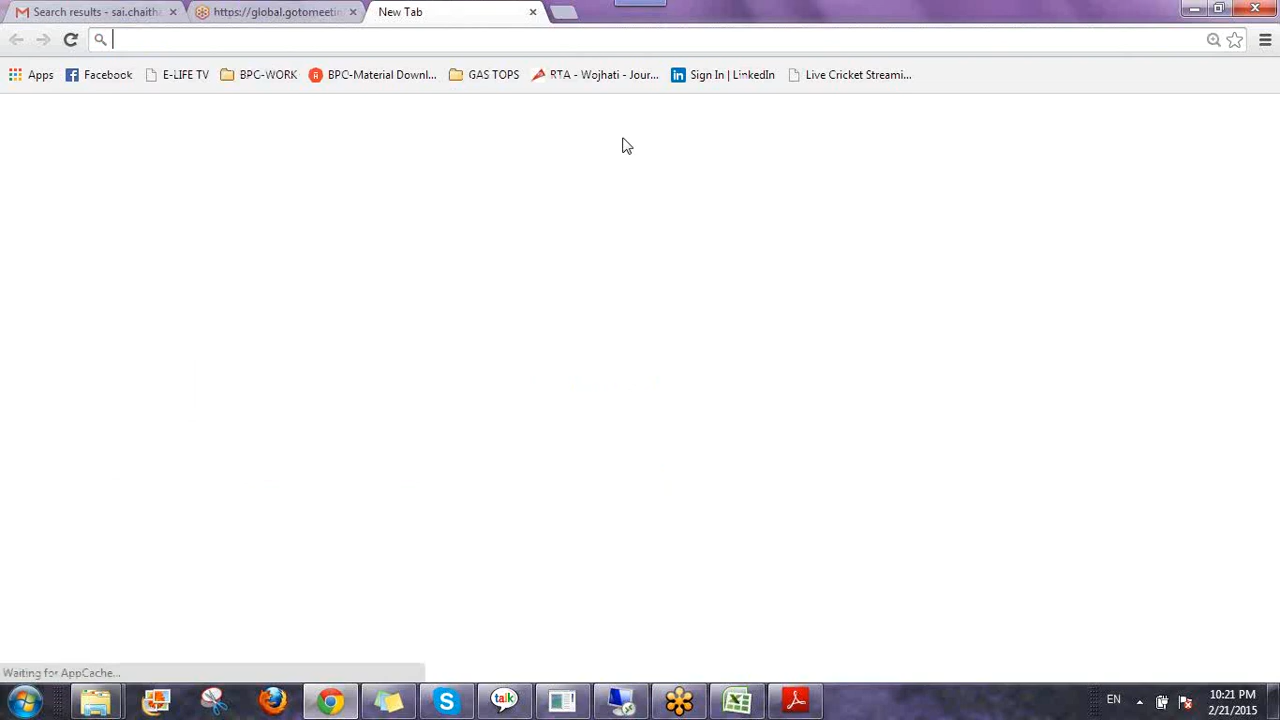 Search results - sai.chaith
https://global.gotomeetin
New Tab
Apps
Facebook
E-LIFE TV
BPC-WORK
BPC-Material Downl...
GAS TOPS
RTA - Wojhati - Jour...
Sign In | LinkedIn
Live Cricket Streami...
Waiting for AppCache...
talk
EN
10:21 PM
2/21/2015